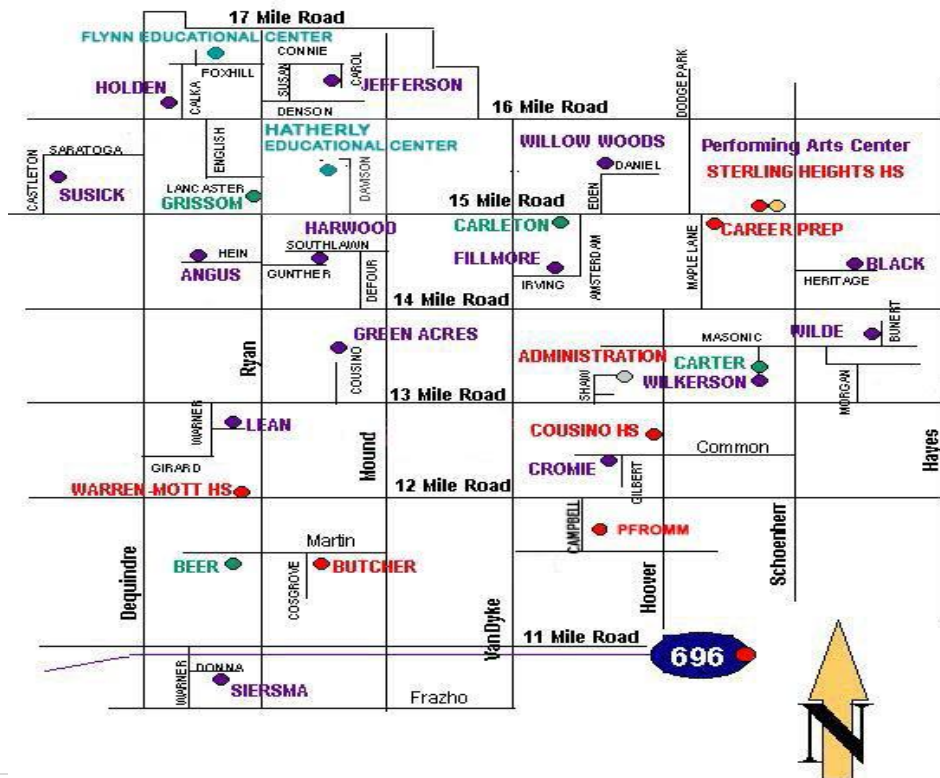 17 Mile Road
FLYNN EDUCATIONAL CENTER
CONNIE
FOXHILL
SUSAN
CAROL
HOLDEN
CALKA
JEFFERSON
DENSON
DODGE PARK
16 Mile Road
HATHERLY
EDUCATIONAL CENTER
ENGLISH
WILLOW WOODS
DANIEL
Performing Arts Center
STERLING HEIGHTS HS
SARATOGA
CASTLETON
SUSICK
LANCASTER
GRISSOM
DAVISON
EDEN
15 Mile Road
HARWOOD
SOUTHLAWN
HEIN
ANGUS
GUNTHER
DEFOUR
CARLETON
FILLMORE
IRVING
AMSTERDAM
MAPLE LANE
CAREER PREP
BLACK
HERITAGE
14 Mile Road
GREEN ACRES
COUSINO
Ryan
ADMINISTRATION
SHAW
MASONIC
CARTER
WILKERSON
WILDE
BUNERT
MORGAN
13 Mile Road
WARNER
LEAN
GIRARD
Mound
COUSINO HS
CROMIE
GILBERT
Common
Hayes
WARREN-MOTT HS
12 Mile Road
CAMPBELL
PFROMM
Martin
BEER
COSGROVE
BUTCHER
Dequindre
VanDyke
Hoover
Schoenherr
11 Mile Road
696
WARNER
DONNA
SIERSMA
Frazho
N